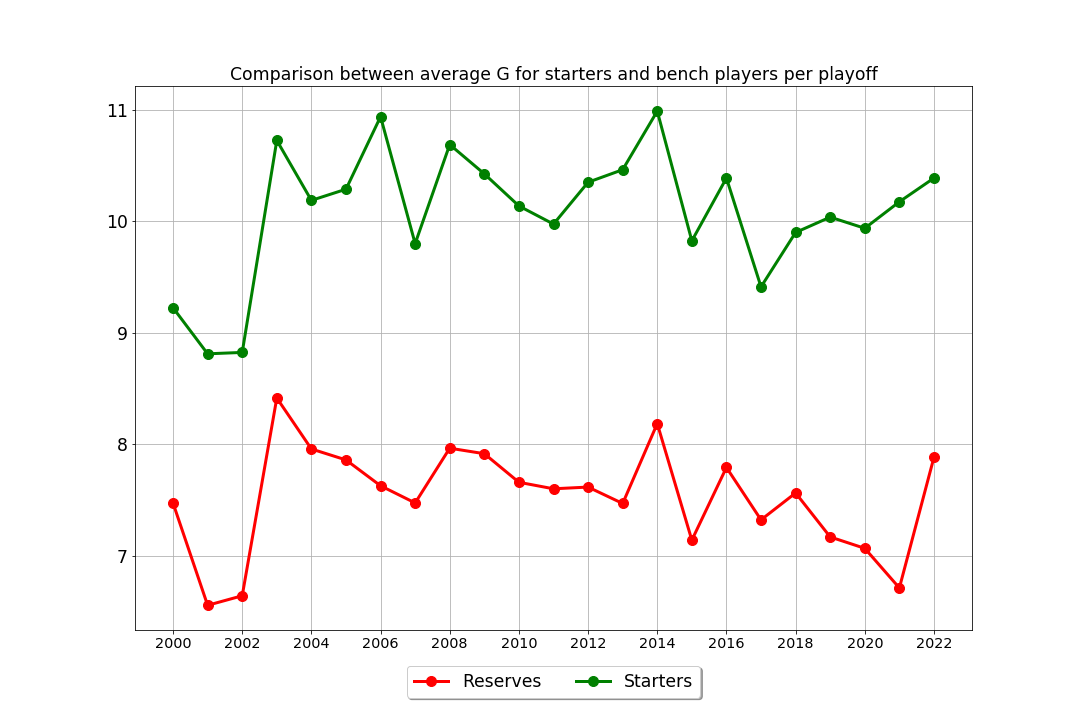 Comparison between average G for starters and bench players per playoff
11
10
9
8
7
2000 2002 2004 2006 2008 2010 2012 2014 2016 2018 2020 2022
Reserves Starters